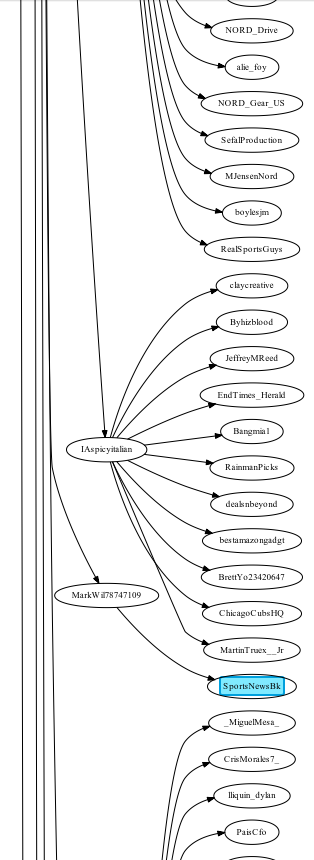 NORD_Drive
alie_foy
NORD_Gear_US
SefalProduction
MJensenNord
boylesjm
RealSportsGuys
claycreative
Byhizblood
JeffreyMReed
EndTimes_Herald
Bangmia1
IAspicyitalian
RainmanPicks
dealsnbeyond
bestamazongadgt
BrettYo23420647
MarkWil78747109
ChicagoCubsHQ
MartinTruex__Jr
SportsNewsBk
_MiguelMesa_
CrisMorales7_
lliquin_dylan
PaisCfo